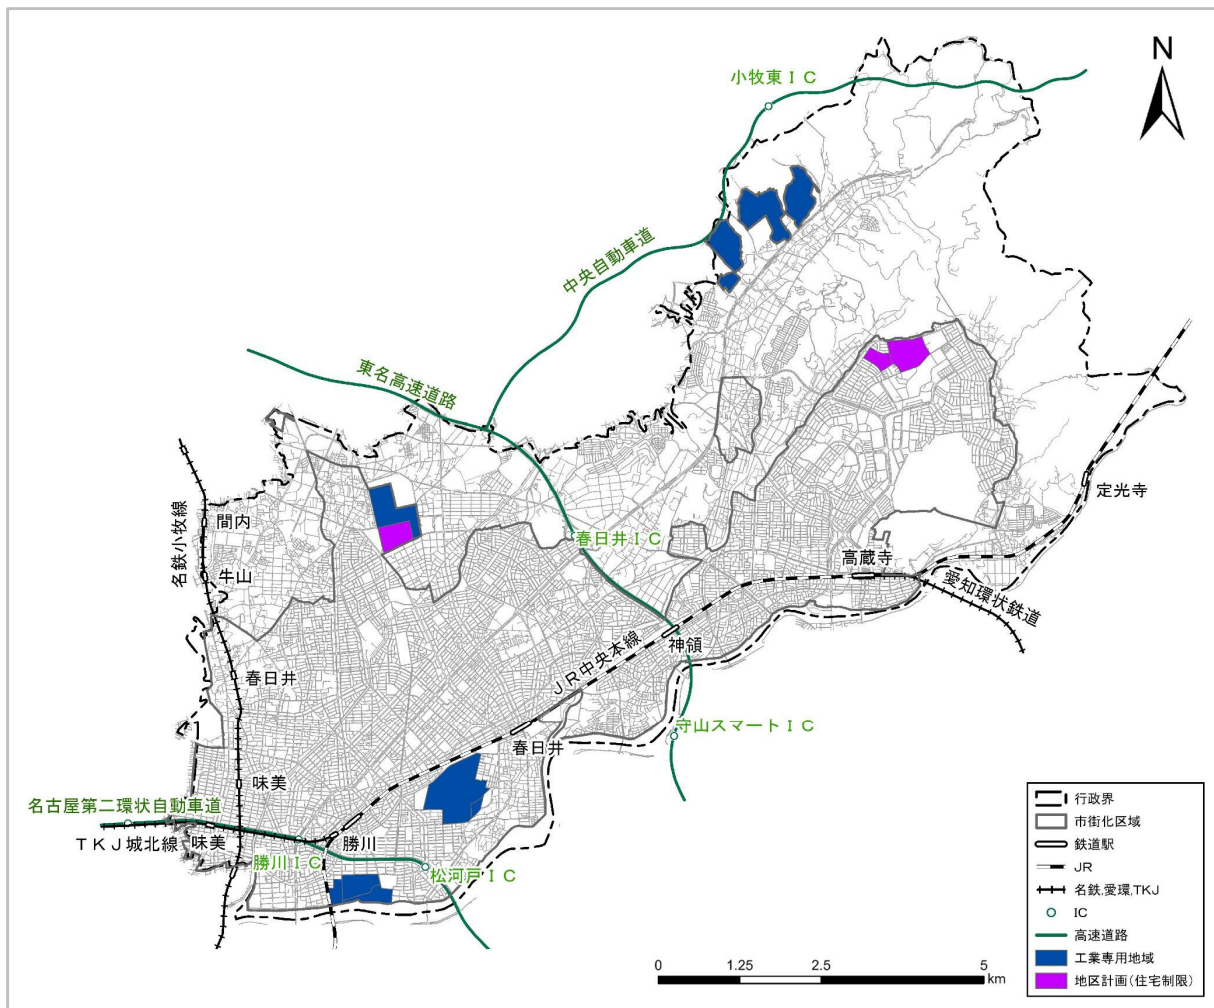 N
小牧東ＩＣ
中央自動車道
東名高速道路
定光寺
名鉄小牧線
間内
春日井ＩＣ
高蔵寺
牛山
愛知環状鉄道
ＪＲ中央本線
神領
春日井
守山スマートＩＣ
春日井
味美
名古屋第二環状自動車道
ＴＫＪ城北線
味美
勝川
勝川ＩＣ
松河戸ＩＣ
行政界
市街化区域
鉄道駅
JR
名鉄,愛環,TKJ
IC
高速道路
工業専用地域
地区計画(住宅制限)
0 1.25 2.5 5
km